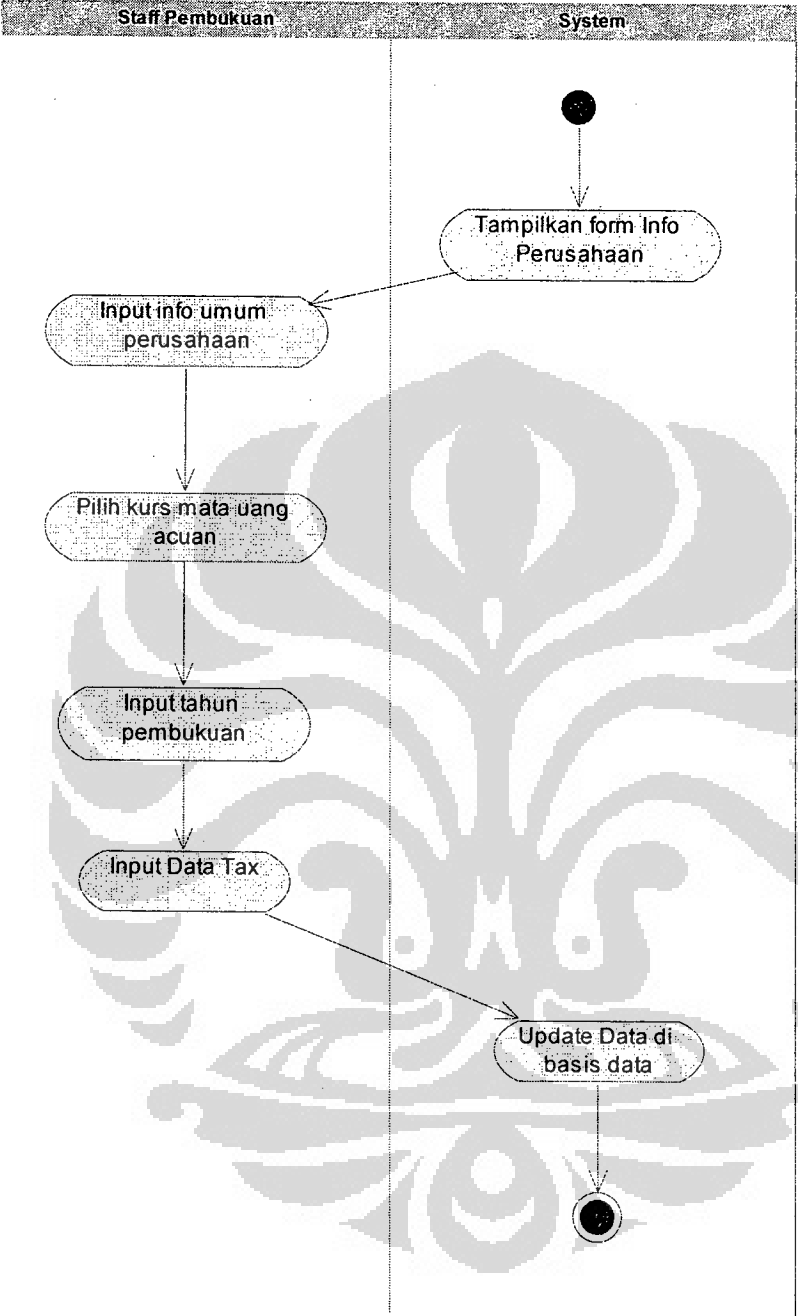 Staff Pembukuan
System
Tampilkan form Info
Perusahaan
Input info umum
perusahaan
Pilih kurs mata uang
acuan
Input tahun
pembukuan
Input Data Tax
Update Data di
basis data